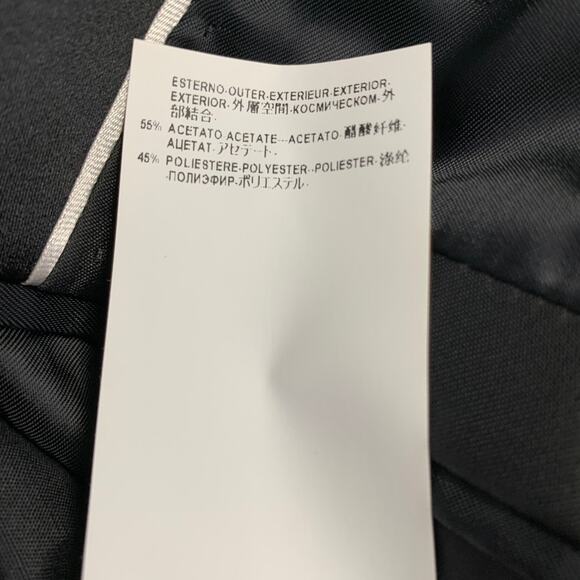 ESTERNO·OUTER·EXTERIEUR·EXTERIOR·
EXTERIOR·外層空間·КОСМИЧЕСКОМ·外
部結合·
55% ACETATO·ACETATE···ACETATO·醋酸纤维·
АЦЕТАТ·アセテート·
45% POLIESTERE·POLYESTER··POLIESTER·涤纶
·ПОЛИЭФИР·ポリエステル·